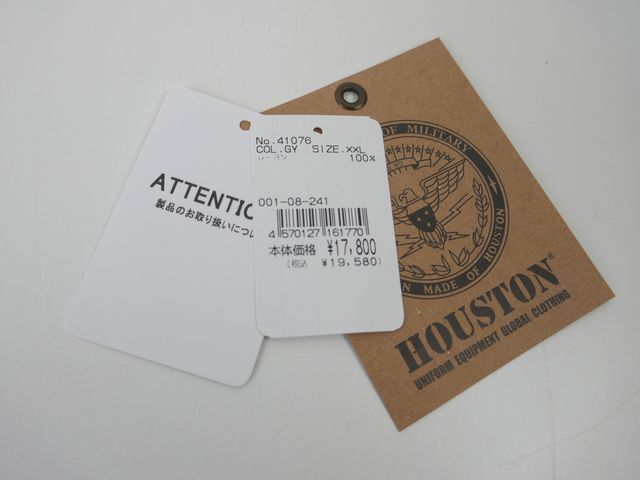 ATTENTIO
製品のお取り扱いについ
No.41076
COL.GY SIZE.XXL
レーヨン 100%
001-08-241
4 570127 161770
本体価格 ¥17,800
(税込 ¥19,580)
OF MILITARY
N MADE OF HOUSTON
HOUSTON®
UNIFORM EQUIPMENT GLOBAL CLOTHING